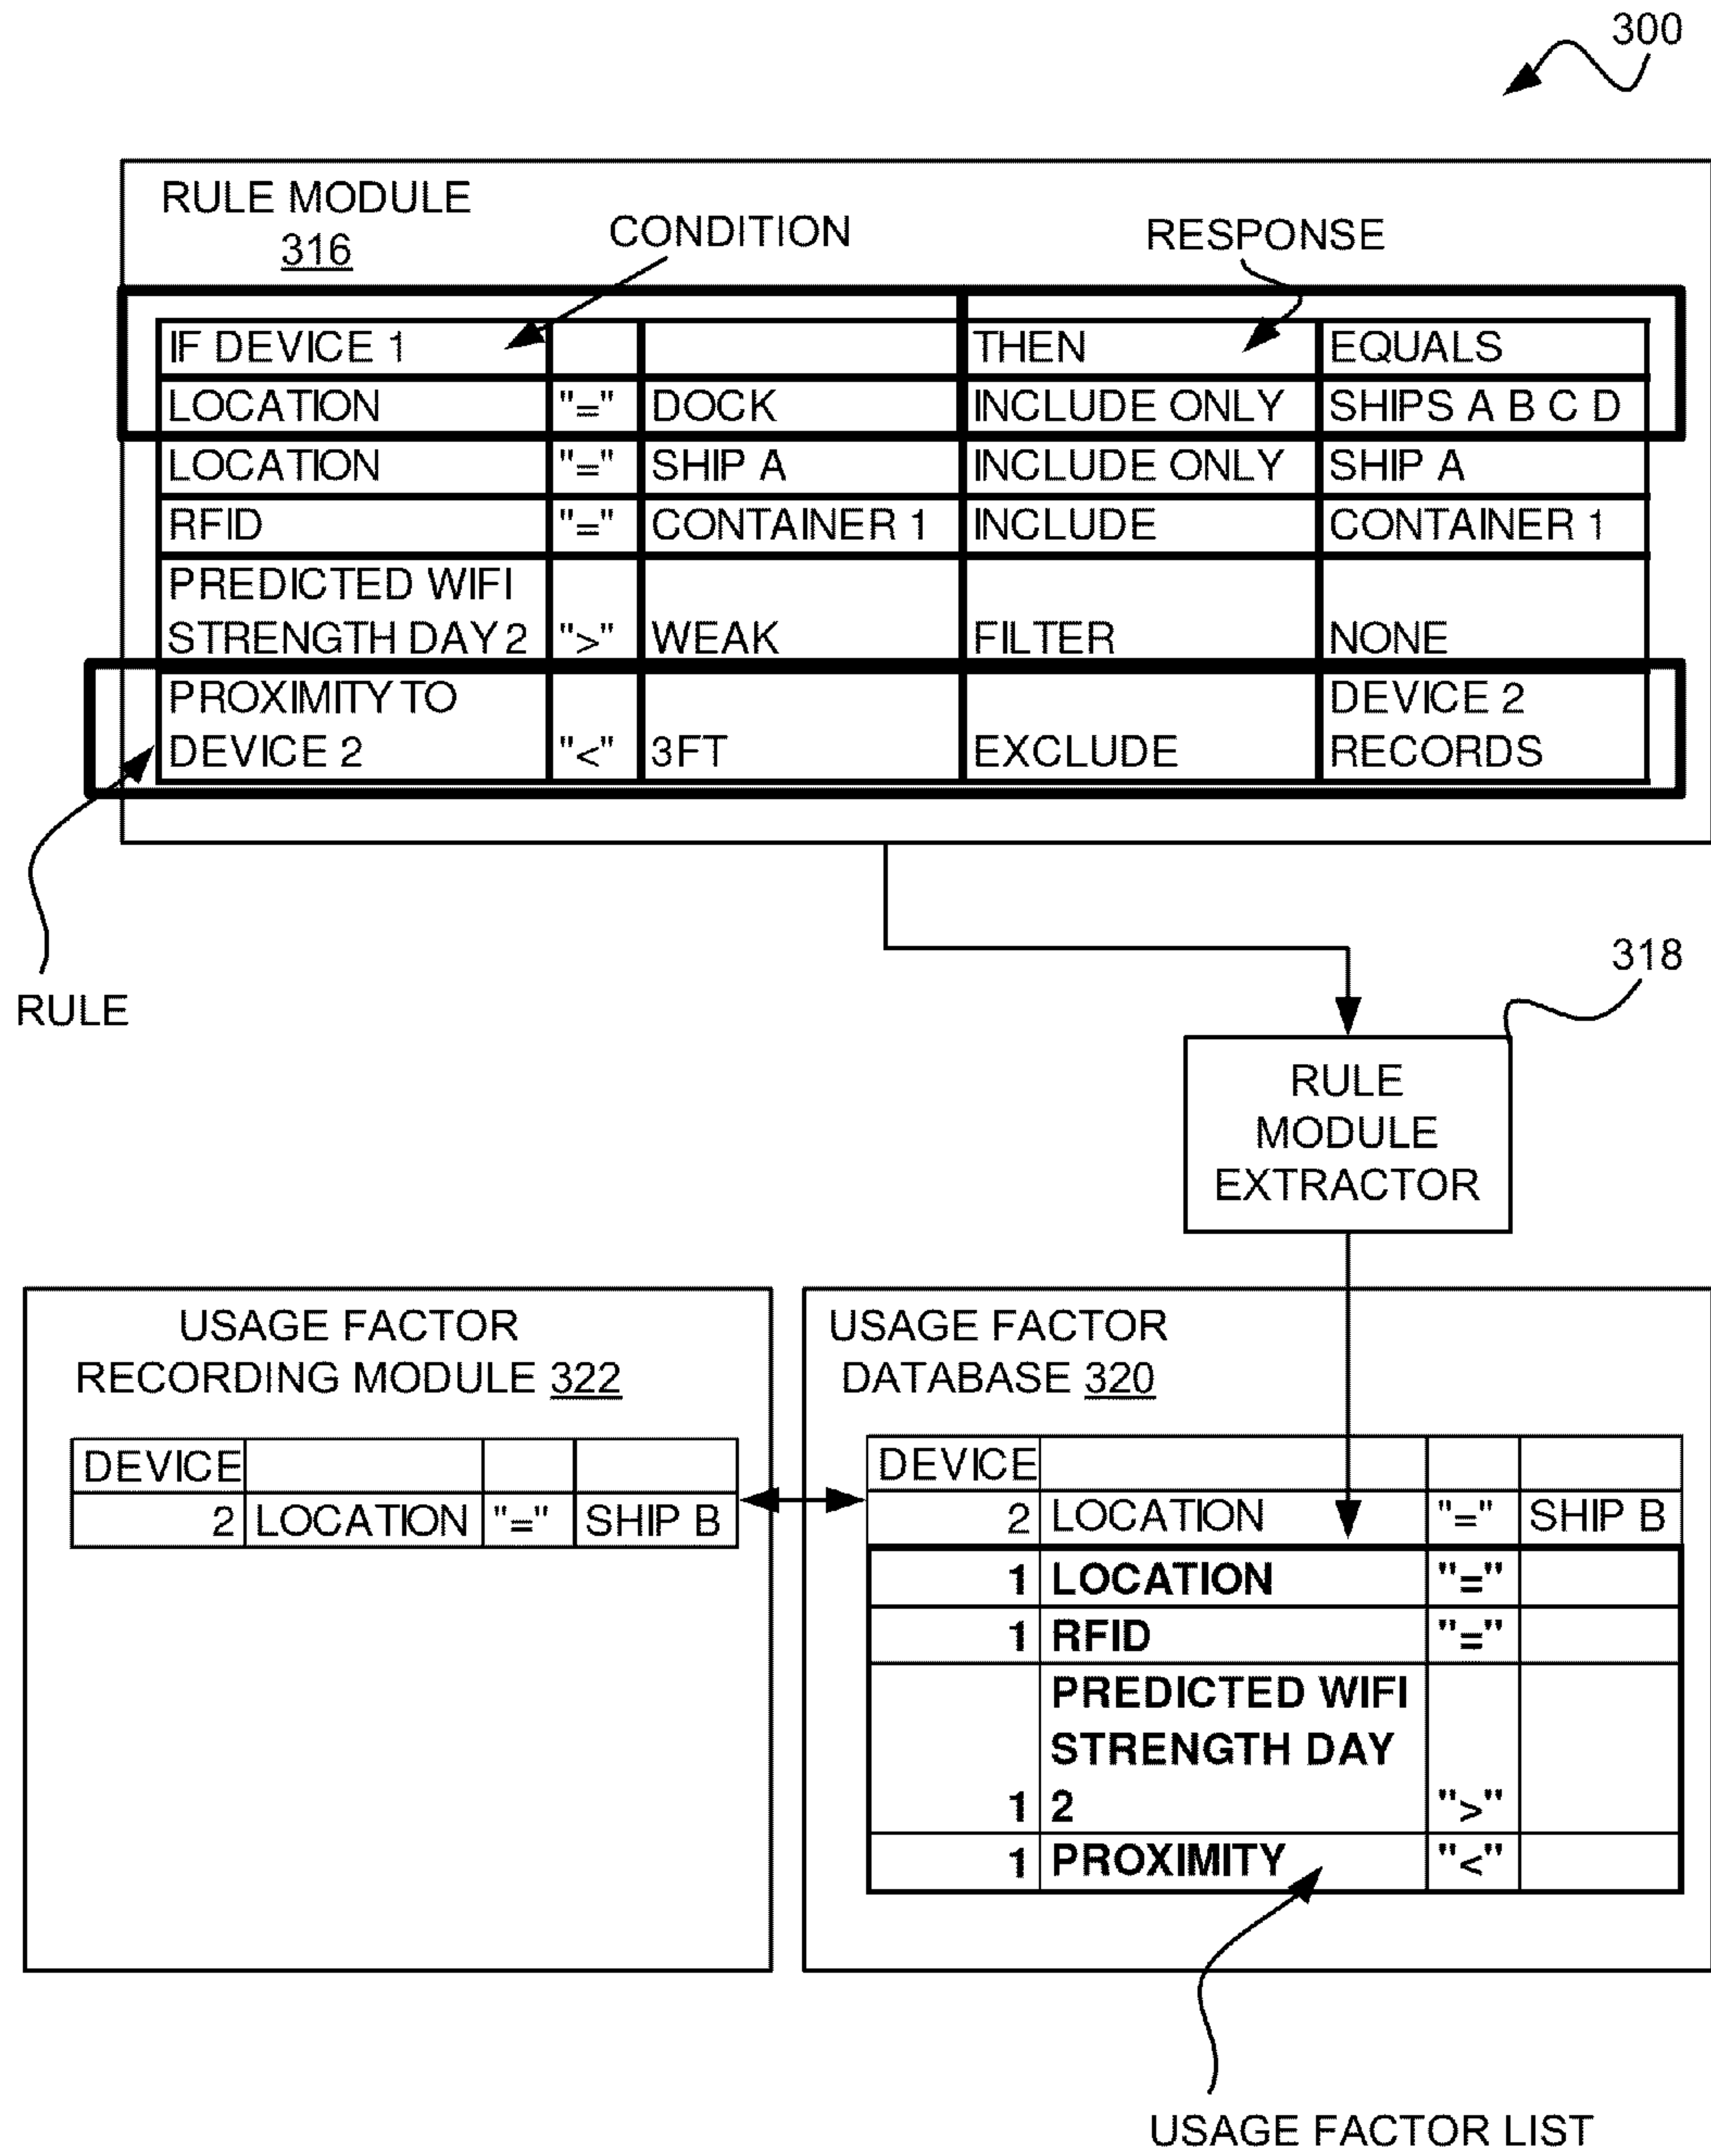 300
RULE MODULE
316
CONDITION
RESPONSE
IF DEVICE 1 THEN EQUALS
LOCATION "=" DOCK INCLUDE ONLY SHIPS A B C D
LOCATION "=" SHIP A INCLUDE ONLY SHIP A
RFID "=" CONTAINER 1 INCLUDE CONTAINER 1
PREDICTED WIFI
STRENGTH DAY 2 ">" WEAK FILTER NONE
PROXIMITY TO DEVICE 2
DEVICE 2 "<" 3FT EXCLUDE RECORDS
RULE
318
RULE
MODULE
EXTRACTOR
USAGE FACTOR
RECORDING MODULE 322
DEVICE
2 LOCATION "=" SHIP B
USAGE FACTOR
DATABASE 320
DEVICE
2 LOCATION "=" SHIP B
1 LOCATION "="
1 RFID "="
PREDICTED WIFI
STRENGTH DAY
1 2 ">"
1 PROXIMITY "<"
USAGE FACTOR LIST